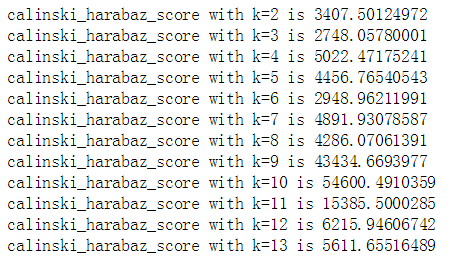 calinski_harabaz_score with k=2 is 3407.50124972
calinski_harabaz_score with k=3 is 2748.05780001
calinski_harabaz_score with k=4 is 5022.47175241
calinski_harabaz_score with k=5 is 4456.76540543
calinski_harabaz_score with k=6 is 2948.96211991
calinski_harabaz_score with k=7 is 4891.93078587
calinski_harabaz_score with k=8 is 4286.07061391
calinski_harabaz_score with k=9 is 43434.6693977
calinski_harabaz_score with k=10 is 54600.4910359
calinski_harabaz_score with k=11 is 15385.5000285
calinski_harabaz_score with k=12 is 6215.94606742
calinski_harabaz_score with k=13 is 5611.65516489